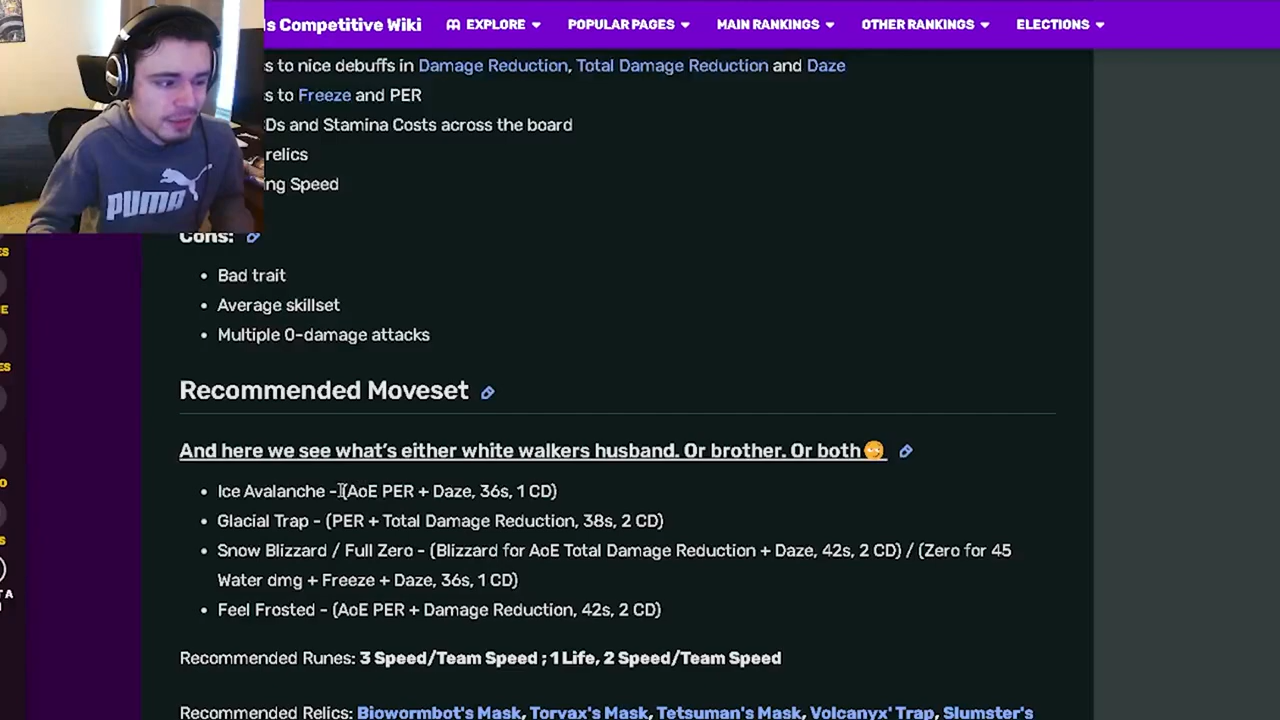 ls Competitive Wiki
EXPLORE
POPULAR PAGES
MAIN RANKINGS
OTHER RANKINGS
ELECTIONS
s to nice debuffs in Damage Reduction, Total Damage Reduction and Daze
s to Freeze and PER
Ds and Stamina Costs across the board
relics
ng Speed
PUMA
Cons:
• Bad trait
• Average skillset
• Multiple 0-damage attacks
Recommended Moveset
And here we see what's either white walkers husband. Or brother. Or both
• Ice Avalanche - (AoE PER + Daze, 36s, 1 CD)
• Glacial Trap - (PER + Total Damage Reduction, 38s, 2 CD)
• Snow Blizzard / Full Zero - (Blizzard for AoE Total Damage Reduction + Daze, 42s, 2 CD) / (Zero for 45
Water dmg + Freeze + Daze, 36s, 1 CD)
• Feel Frosted - (AoE PER + Damage Reduction, 42s, 2 CD)
Recommended Runes: 3 Speed/Team Speed ; 1 Life, 2 Speed/Team Speed
Recommended Relics: Biowormbot's Mask, Torvax's Mask, Tetsuman's Mask, Volcanyx' Trap, Slumster's